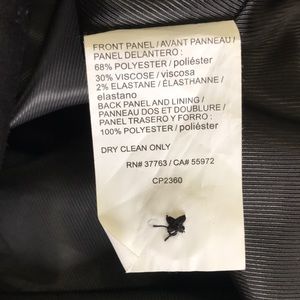 FRONT PANEL / AVANT PANNEAU /
PANEL DELANTERO :
68% POLYESTER / poliéster
30% VISCOSE / viscosa
2% ELASTANE / ÉLASTHANNE /
elastano
BACK PANEL AND LINING /
PANNEAU DOS ET DOUBLURE /
PANEL TRASERO Y FORRO :
100% POLYESTER / poliéster
DRY CLEAN ONLY
RN# 37763 / CA# 55972
CP2360